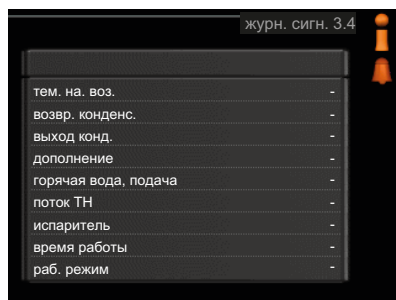 журн. сигн. 3.4
тем. на. воз. -
возвр. конденс. -
выход конд. -
дополнение -
горячая вода, подача -
поток ТН -
испаритель -
время работы -
раб. режим -